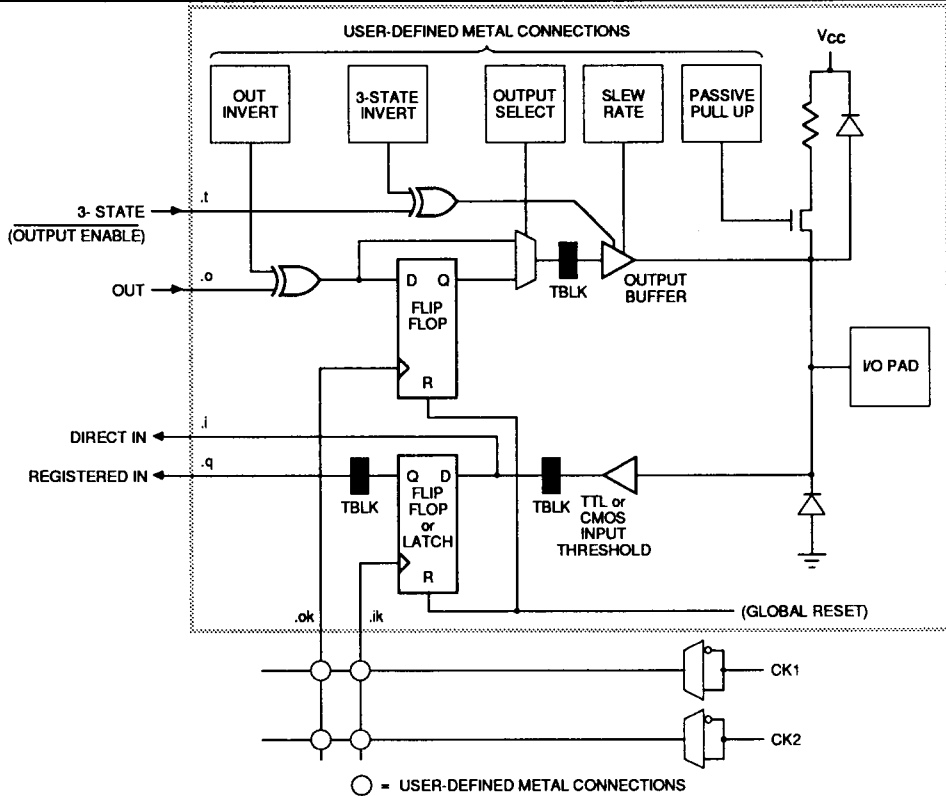 USER-DEFINED METAL CONNECTIONS
VCC
OUT
INVERT
3-STATE
INVERT
OUTPUT
SELECT
SLEW
RATE
PASSIVE
PULL UP
3- STATE
(OUTPUT ENABLE)
.t
OUT
.o
D Q
FLIP
FLOP
R
TBLK
OUTPUT
BUFFER
I/O PAD
DIRECT IN
.i
REGISTERED IN
.q
TBLK
Q D
FLIP
FLOP
or
LATCH
R
TBLK
TTL or
CMOS
INPUT
THRESHOLD
(GLOBAL RESET)
.ok
.ik
CK1
CK2
= USER-DEFINED METAL CONNECTIONS